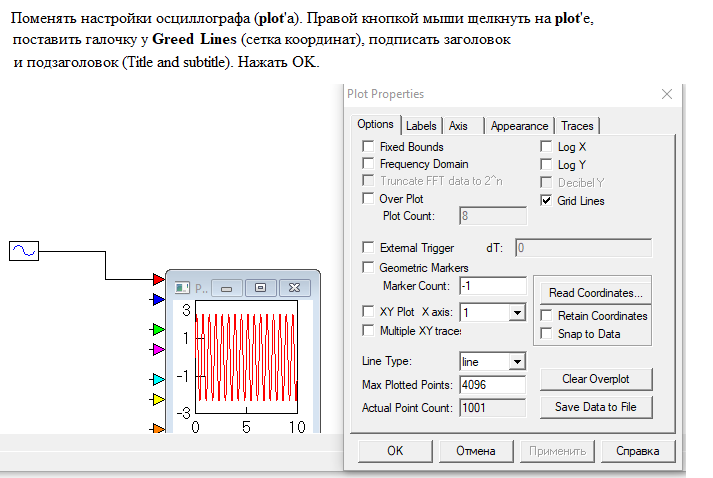 Поменять настройки осциллографа (plot'а). Правой кнопкой мыши щелкнуть на plot'е,
поставить галочку у Greed Lines (сетка координат), подписать заголовок
и подзаголовок (Title and subtitle). Нажать OK.
Plot Properties
Options Labels Axis Appearance Traces
Fixed Bounds Log X
Frequency Domain Log Y
Truncate FFT data to 2^n Decibel Y
Over Plot Grid Lines
Plot Count: 8
External Trigger dT: 0
Geometric Markers
Marker Count: -1 Read Coordinates...
XY Plot X axis: 1 Retain Coordinates
Multiple XY traces Snap to Data
Line Type: line
Max Plotted Points: 4096 Clear Overplot
Actual Point Count: 1001 Save Data to File
OK Отмена Применить Справка
P..
3
1
-1
-3
0 5 10